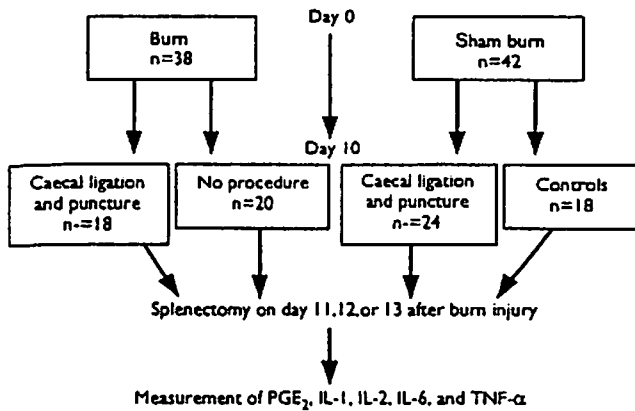 Day 0
Burn
n=38
Sham burn
n=42
Day 10
Caecal ligation
and puncture
n-=18
No procedure
n=20
Caecal ligation
and puncture
n-=24
Controls
n=18
Splenectomy on day 11,12,or 13 after burn injury
Measurement of PGE₂, IL-1, IL-2, IL-6, and TNF-α